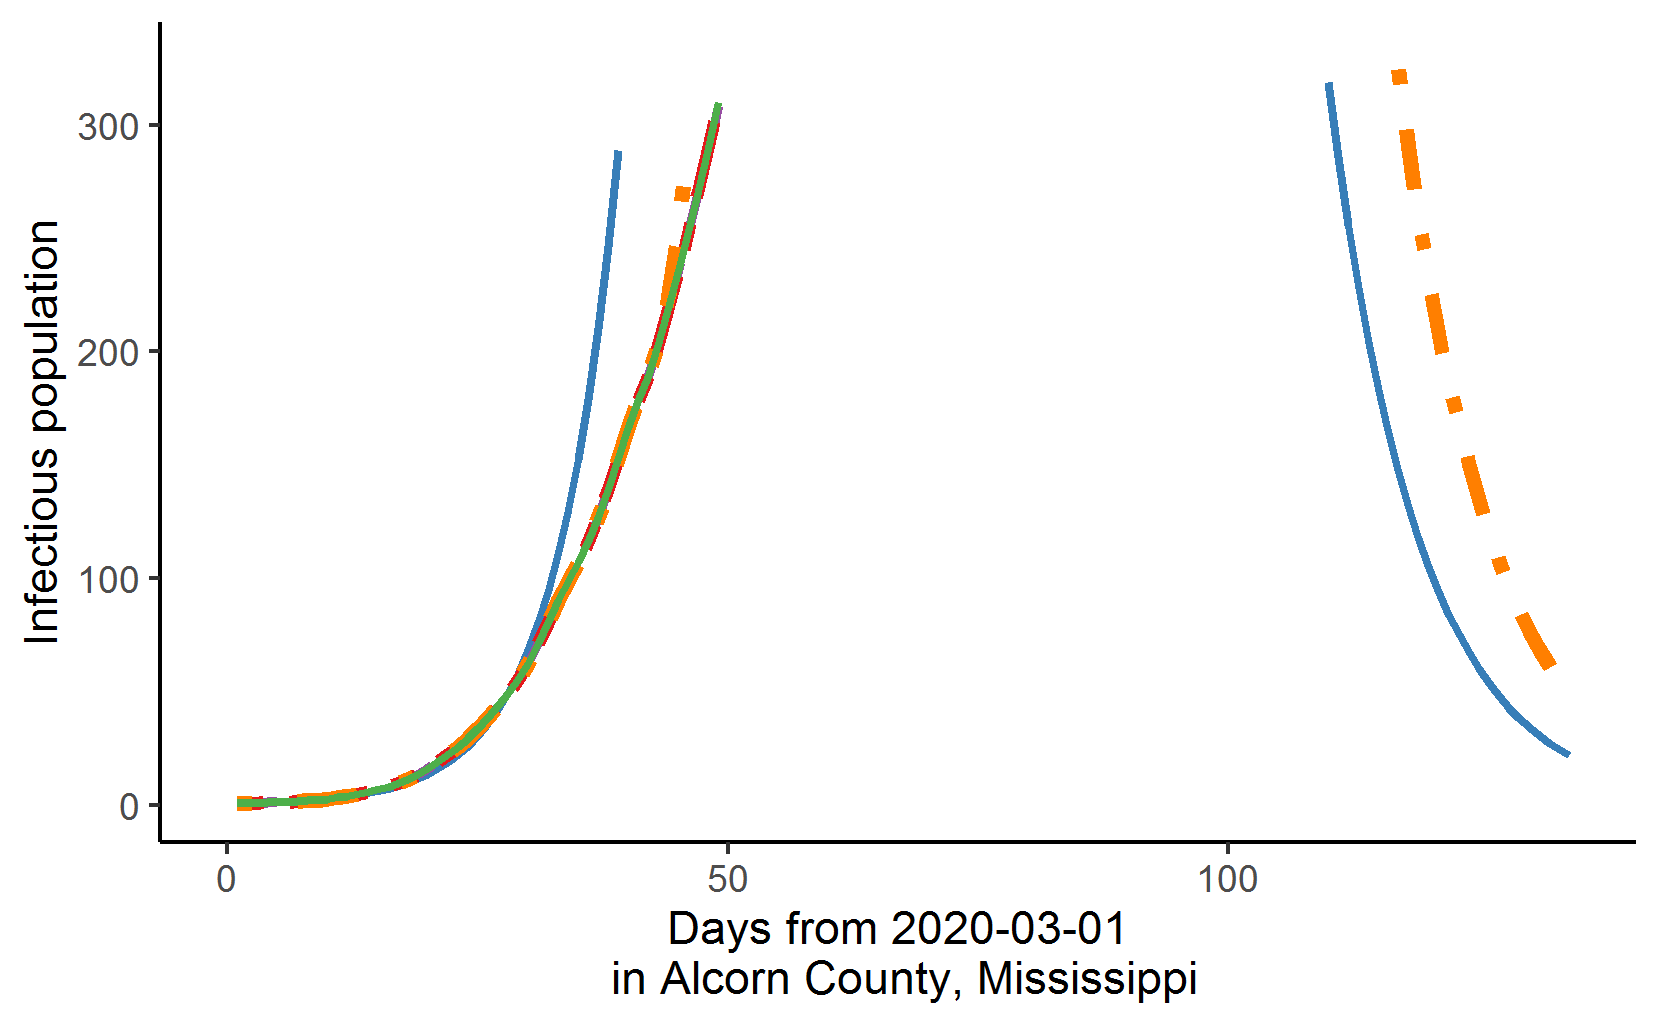 Infectious population
300
200
100
0
0 50 100
Days from 2020-03-01
in Alcorn County, Mississippi